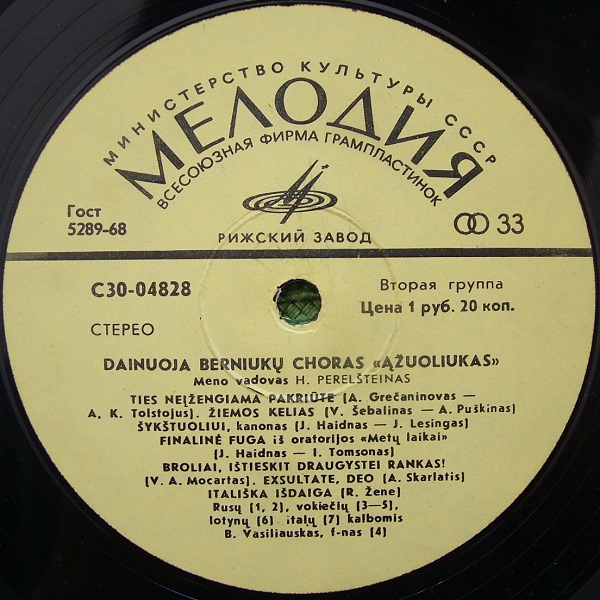 МИНИСТЕРСТВО КУЛЬТУРЫ СССР
МЕЛОДИЯ
ВСЕСОЮЗНАЯ ФИРМА ГРАМПЛАСТИНОК
Гост
5289-68
33
РИЖСКИЙ ЗАВОД
С30-04828
Вторая группа
Цена 1 руб. 20 коп.
СТЕРЕО
DAINUOJA BERNIUKŲ CHORAS «ĄŽUOLIUKAS»
Meno vadovas H. PERELŠTEINAS
TIES NEĮŽENGIAMA PAKRIŪTE (A. Grečaninovas —
A. K. Tolstojus). ŽIEMOS KELIAS (V. Šebalinas — A. Puškinas)
ŠYKŠTUOLIUI, kanonas (J. Haidnas — J. Lesingas)
FINALINĖ FUGA iš oratorijos «Metų laikai»
(J. Haidnas — I. Tomsonas)
BROLIAI, IŠTIESKIT DRAUGYSTEI RANKAS!
(V. A. Mocartas). EXSULTATE, DEO (A. Skarlatis)
ITALIŠKA IŠDAIGA (R. Žene)
Rusų (1, 2), vokiečių (3—5),
lotynų (6) italų (7) kalbomis
B. Vasiliauskas, f-nas (4)